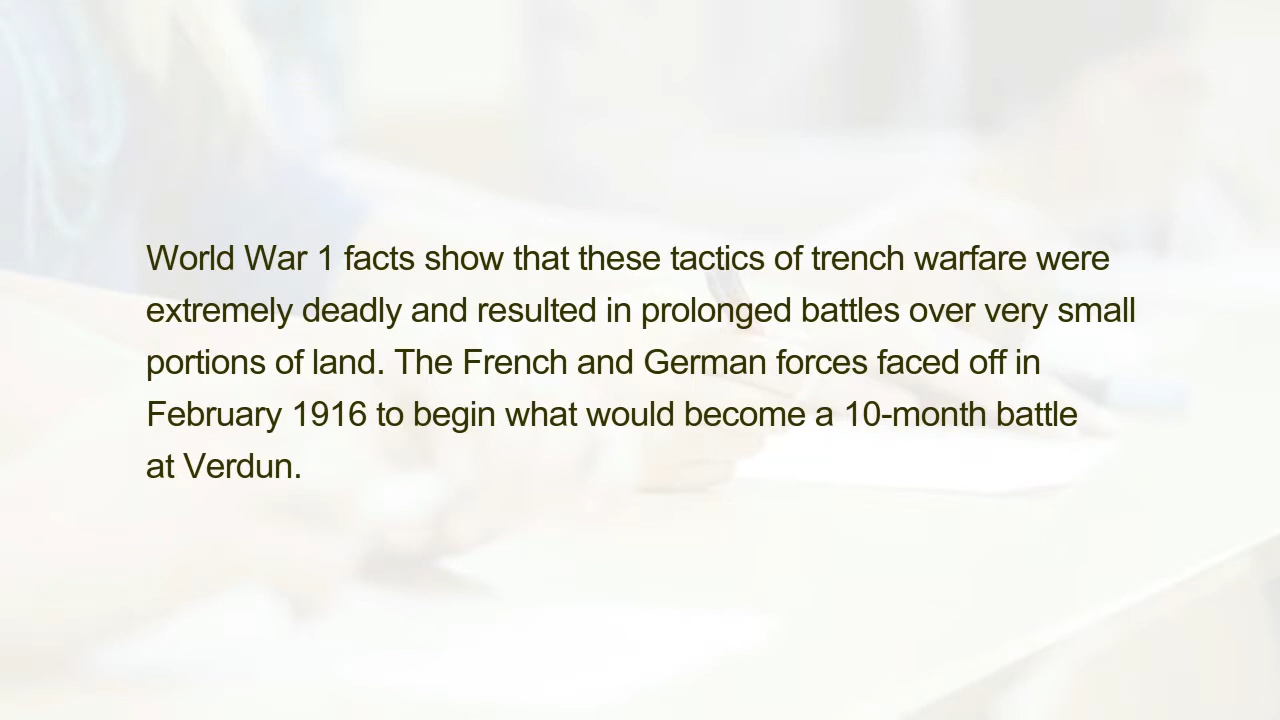 World War 1 facts show that these tactics of trench warfare were
extremely deadly and resulted in prolonged battles over very small
portions of land. The French and German forces faced off in
February 1916 to begin what would become a 10-month battle
at Verdun.